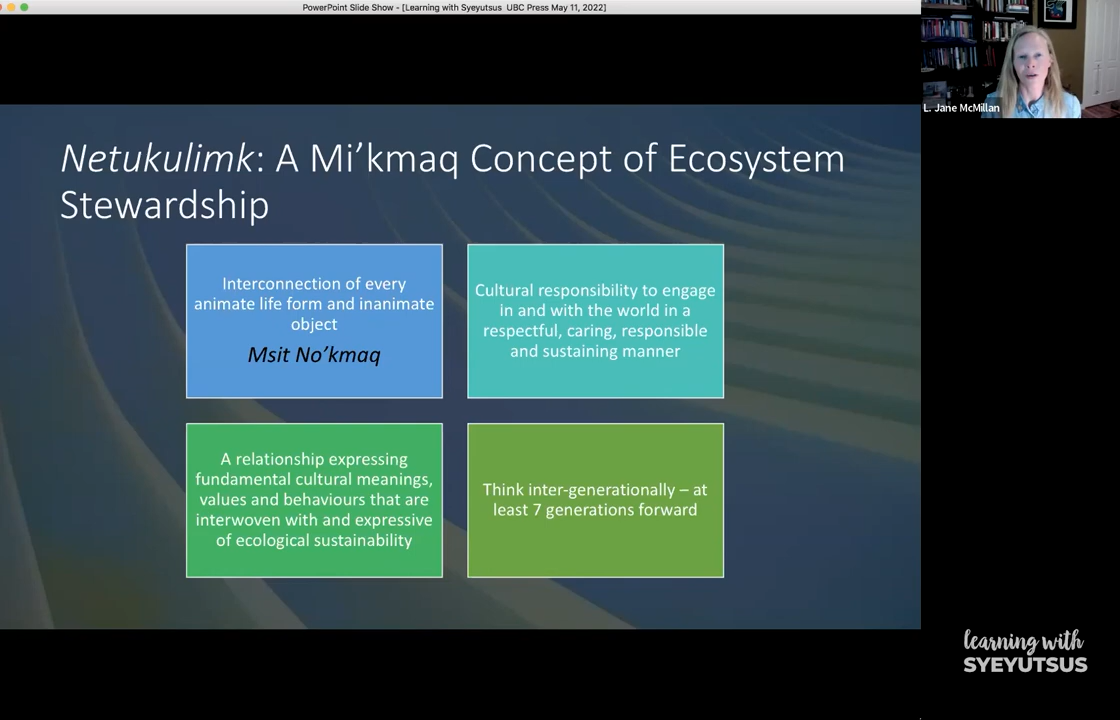 PowerPoint Slide Show - [Learning with Syeyutsus UBC Press May 11, 2022]
L. Jane McMillan
Netukulimk: A Mi’kmaq Concept of Ecosystem
Stewardship
Interconnection of every
animate life form and inanimate
object
Msit No’kmaq
Cultural responsibility to engage
in and with the world in a
respectful, caring, responsible
and sustaining manner
A relationship expressing
fundamental cultural meanings,
values and behaviours that are
interwoven with and expressive
of ecological sustainability
Think inter-generationally – at
least 7 generations forward
learning with
SYEYUTSUS